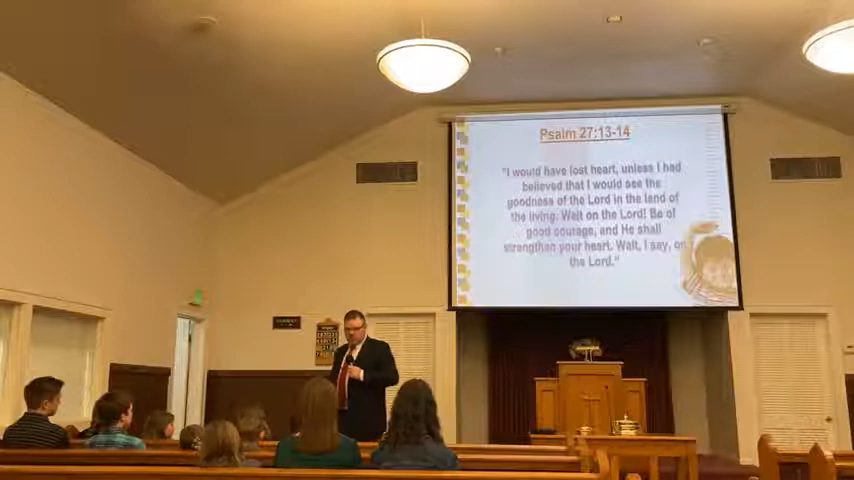 Psalm 27:13-14
"I would have lost heart, unless I had
believed that I would see the
goodness of the Lord in the land of
the living. Wait on the Lord! Be of
good courage, and He shall
strengthen your heart. Wait, I say, on
the Lord."